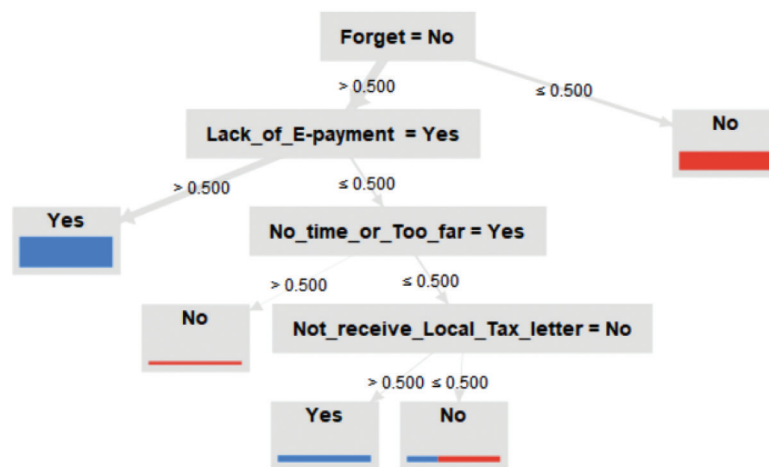 Forget = No
> 0.500
≤ 0.500
Lack_of_E-payment = Yes
No
> 0.500
≤ 0.500
Yes
No_time_or_Too_far = Yes
> 0.500
≤ 0.500
No
Not_receive_Local_Tax_letter = No
> 0.500
≤ 0.500
Yes
No